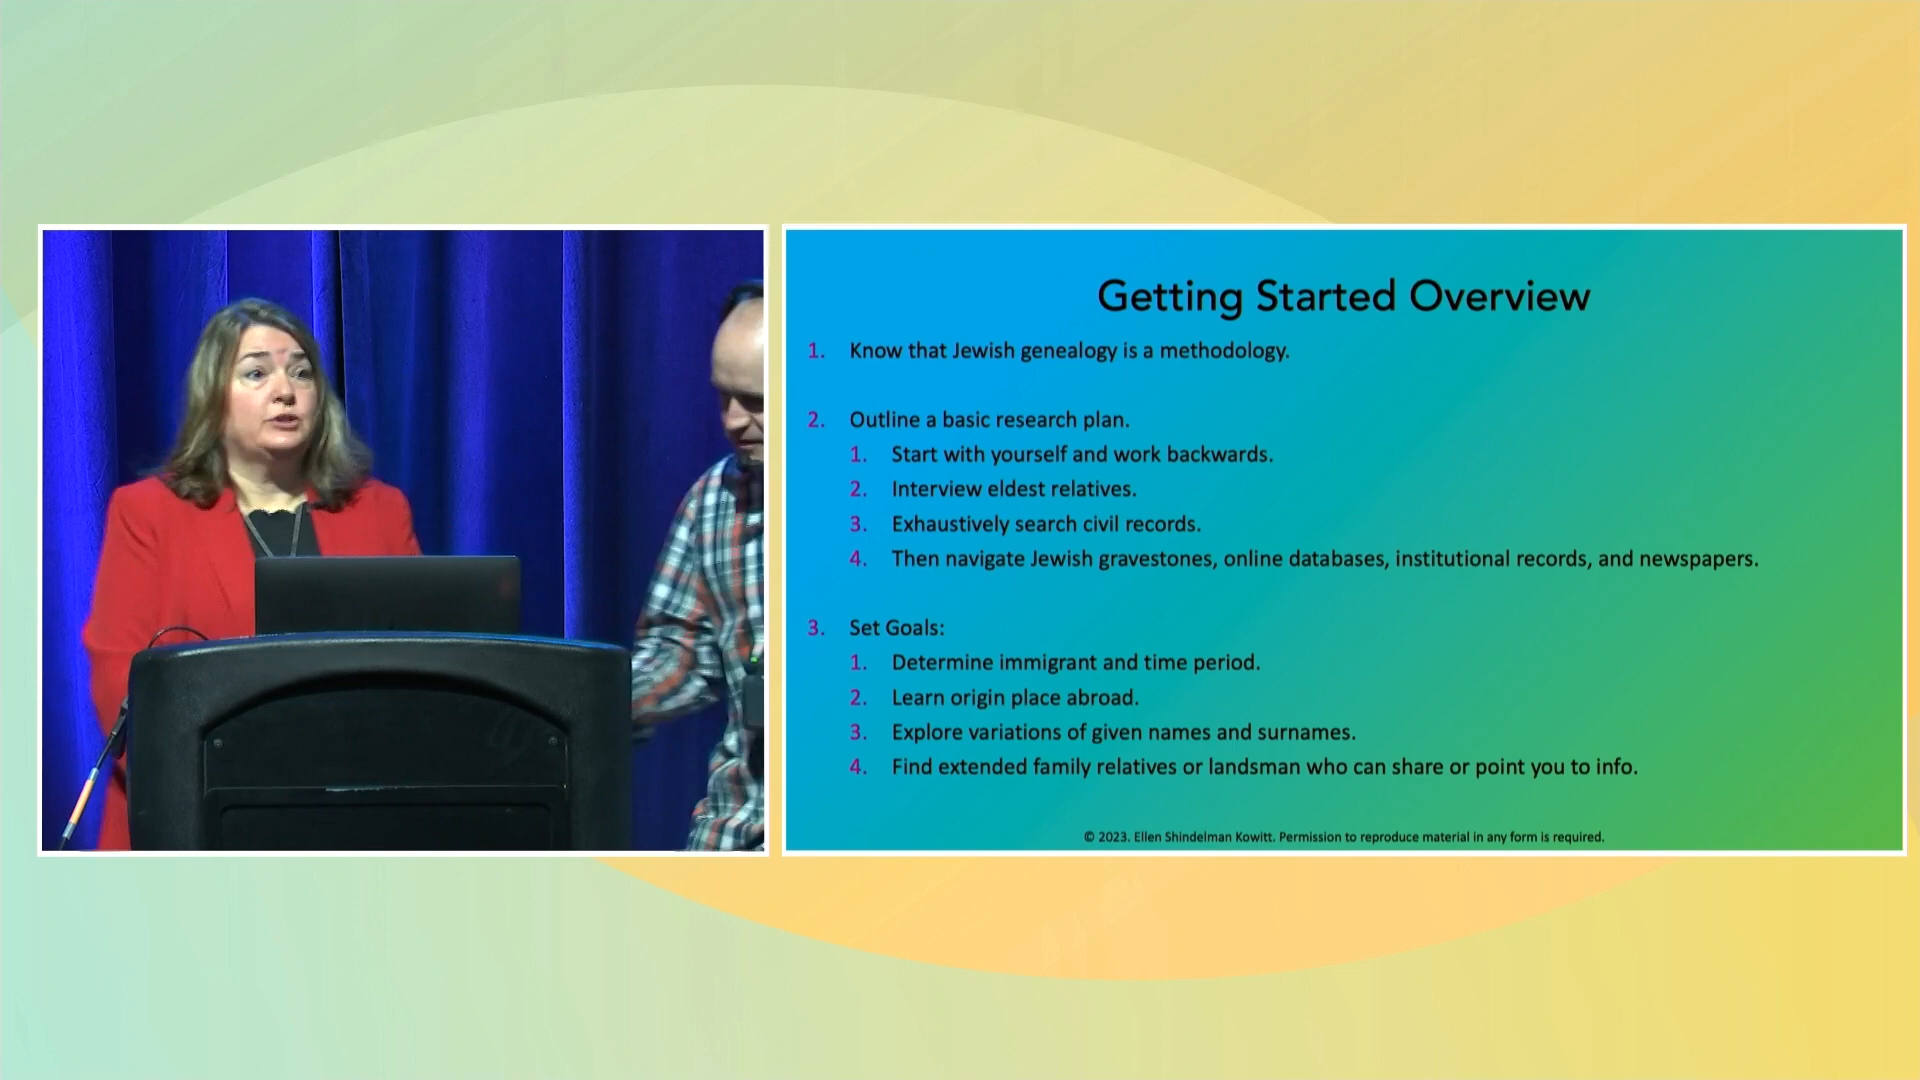 Getting Started Overview
1. Know that Jewish genealogy is a methodology.
2. Outline a basic research plan.
1. Start with yourself and work backwards.
2. Interview eldest relatives.
3. Exhaustively search civil records.
4. Then navigate Jewish gravestones, online databases, institutional records, and newspapers.
3. Set Goals:
1. Determine immigrant and time period.
2. Learn origin place abroad.
3. Explore variations of given names and surnames.
4. Find extended family relatives or landsman who can share or point you to info.
© 2023. Ellen Shindelman Kowitt. Permission to reproduce material in any form is required.